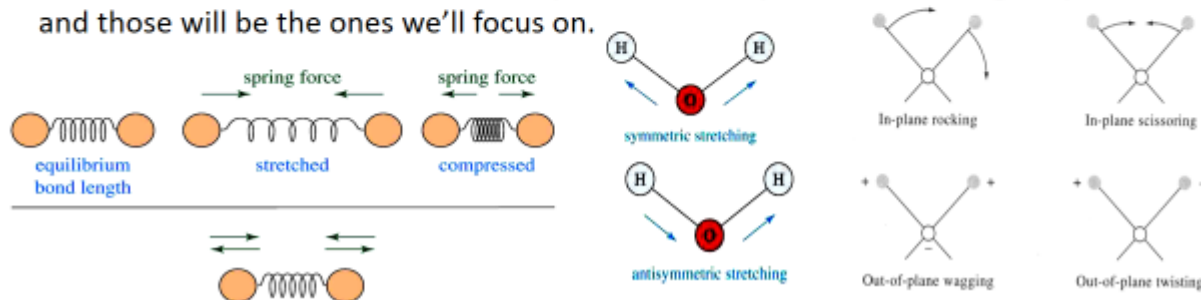 and those will be the ones we'll focus on.
spring force
spring force
equilibrium
bond length
stretched
compressed
H
H
O
symmetric stretching
H
H
O
antisymmetric stretching
In-plane rocking
In-plane scissoring
+
+
−
Out-of-plane wagging
+
Out-of-plane twisting